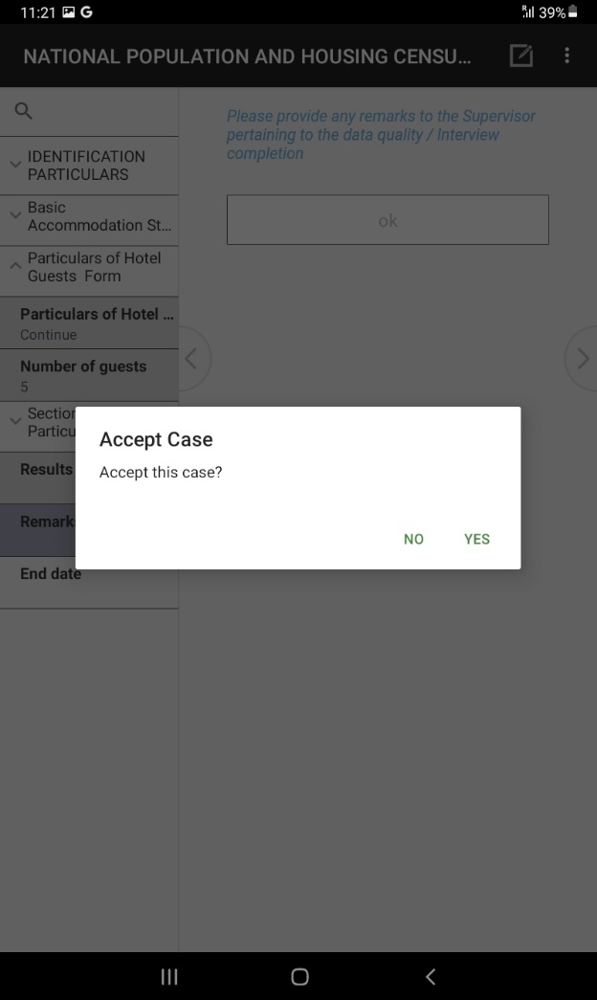 11:21 G R 39%
NATIONAL POPULATION AND HOUSING CENSU...
Please provide any remarks to the Supervisor
pertaining to the data quality / Interview
completion
ok
IDENTIFICATION
PARTICULARS
Basic
Accommodation St...
Particulars of Hotel
Guests Form
Particulars of Hotel ...
Continue
Number of guests
5
Section
Particu
Results
Remark
End date
Accept Case
Accept this case?
NO YES